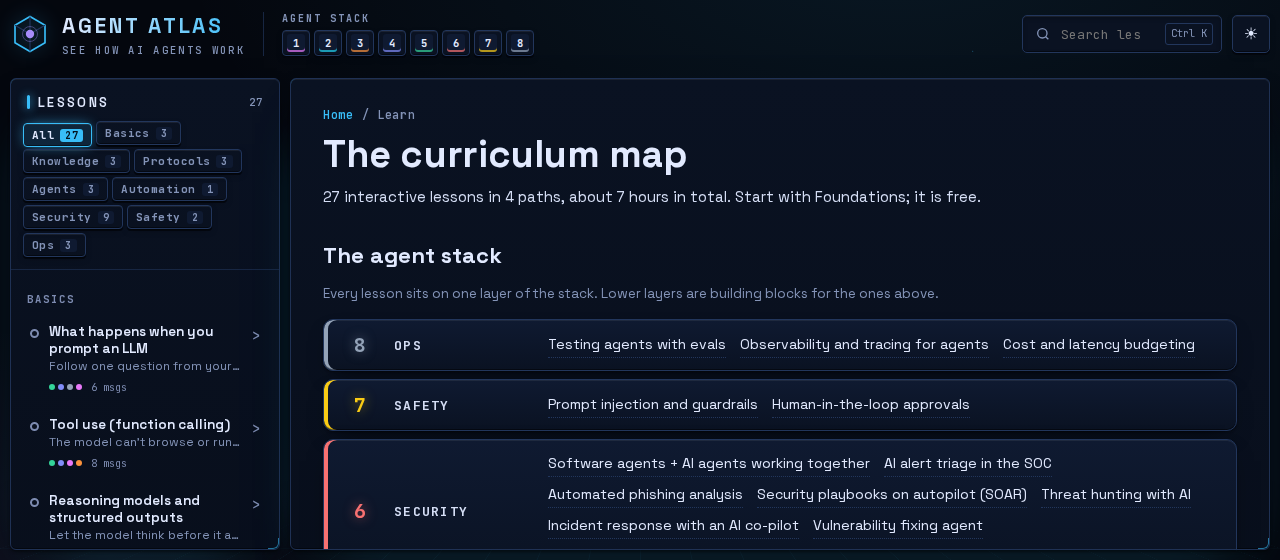 AGENT ATLAS
SEE HOW AI AGENTS WORK
AGENT STACK
1 2 3 4 5 6 7 8
Search les
Ctrl K
LESSONS 27
All 27 Basics 3
Knowledge 3 Protocols 3
Agents 3 Automation 1
Security 9 Safety 2
Ops 3
BASICS
What happens when you
prompt an LLM
Follow one question from your…
6 msgs
Tool use (function calling)
The model can't browse or run…
8 msgs
Reasoning models and
structured outputs
Let the model think before it a…
Home / Learn
The curriculum map
27 interactive lessons in 4 paths, about 7 hours in total. Start with Foundations; it is free.
The agent stack
Every lesson sits on one layer of the stack. Lower layers are building blocks for the ones above.
8 OPS Testing agents with evals Observability and tracing for agents Cost and latency budgeting
7 SAFETY Prompt injection and guardrails Human-in-the-loop approvals
Software agents + AI agents working together AI alert triage in the SOC
Automated phishing analysis Security playbooks on autopilot (SOAR) Threat hunting with AI
6 SECURITY
Incident response with an AI co-pilot Vulnerability fixing agent